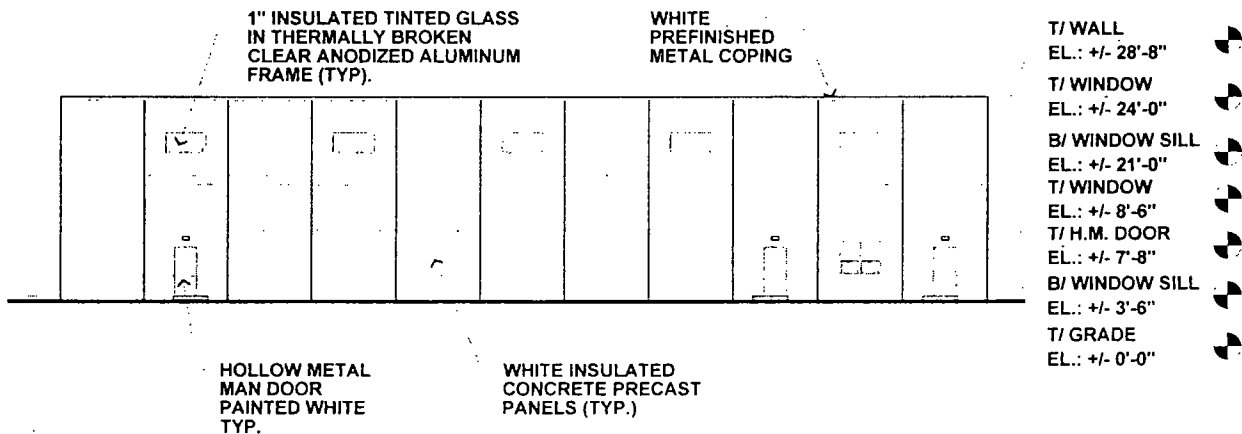 1" INSULATED TINTED GLASS
IN THERMALLY BROKEN
CLEAR ANODIZED ALUMINUM
FRAME (TYP).
WHITE
PREFINISHED
METAL COPING
T/ WALL
EL.: +/- 28'-8"
T/ WINDOW
EL.: +/- 24'-0"
B/ WINDOW SILL
EL.: +/- 21'-0"
T/ WINDOW
EL.: +/- 8'-6"
T/ H.M. DOOR
EL.: +/- 7'-8"
B/ WINDOW SILL
EL.: +/- 3'-6"
T/ GRADE
EL.: +/- 0'-0"
HOLLOW METAL
MAN DOOR
PAINTED WHITE
TYP.
WHITE INSULATED
CONCRETE PRECAST
PANELS (TYP.)